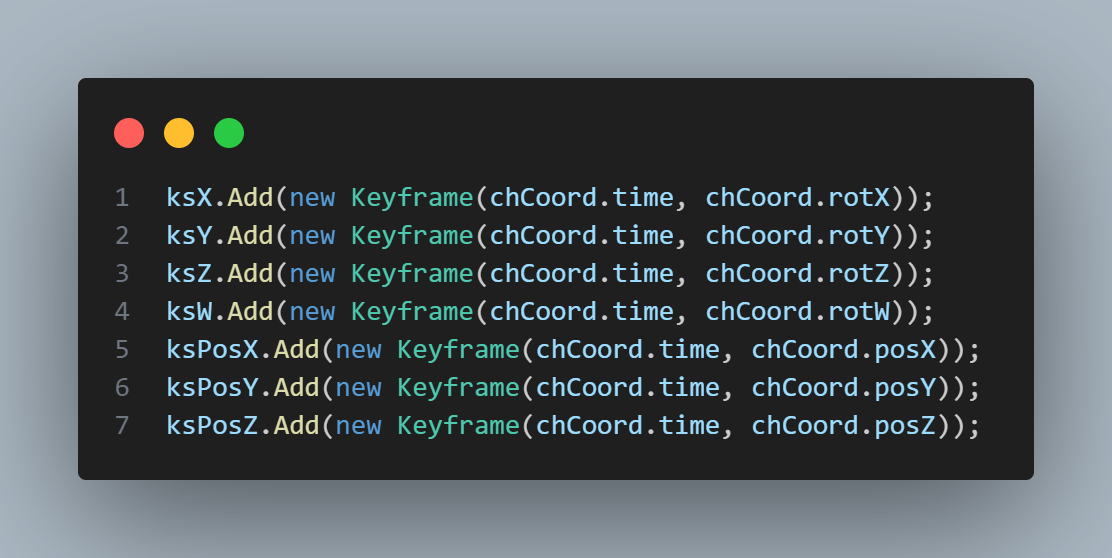 1 ksX.Add(new Keyframe(chCoord.time, chCoord.rotX));
2 ksY.Add(new Keyframe(chCoord.time, chCoord.rotY));
3 ksZ.Add(new Keyframe(chCoord.time, chCoord.rotZ));
4 ksW.Add(new Keyframe(chCoord.time, chCoord.rotW));
5 ksPosX.Add(new Keyframe(chCoord.time, chCoord.posX));
6 ksPosY.Add(new Keyframe(chCoord.time, chCoord.posY));
7 ksPosZ.Add(new Keyframe(chCoord.time, chCoord.posZ));